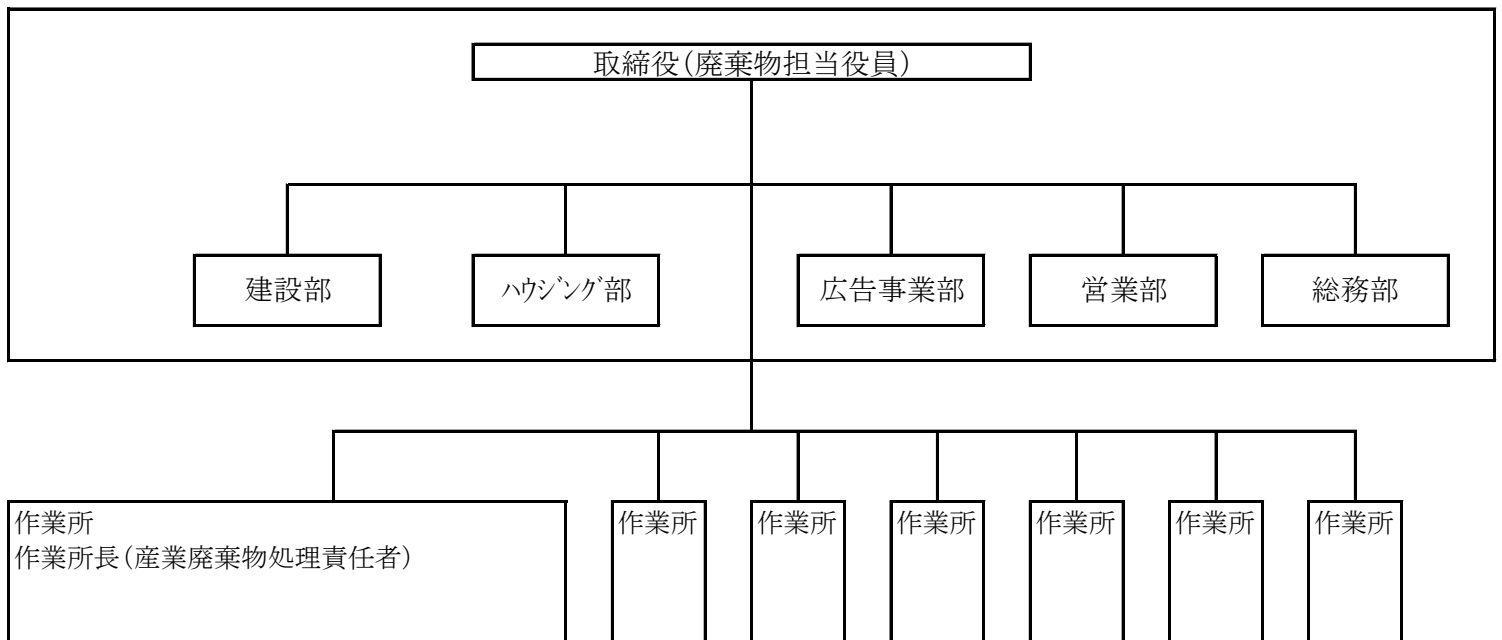 取締役(廃棄物担当役員)
建設部
ﾊｳｼﾞﾝｸﾞ部
広告事業部
営業部
総務部
作業所
作業所長(産業廃棄物処理責任者)
作業所
作業所
作業所
作業所
作業所
作業所